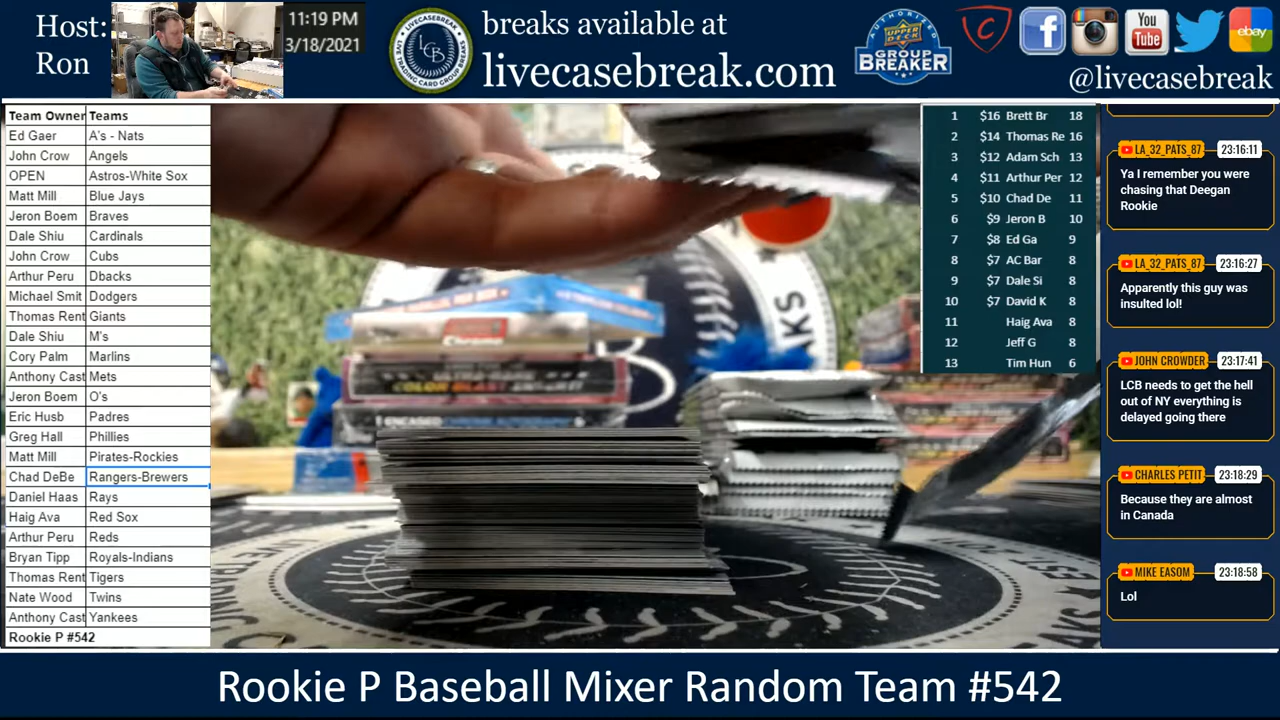 Host:
Ron
11:19 PM
3/18/2021
LIVECASEBREAK
LCB
LIVE TRADING CARD GROUP BREAKS
breaks available at
livecasebreak.com
AUTHORIZED
UPPER DECK
GROUP
BREAKER
C
f
You
Tube
ebay
@livecasebreak
Team Owner Teams
Ed Gaer A's - Nats
John Crow Angels
OPEN Astros-White Sox
Matt Mill Blue Jays
Jeron Boem Braves
Dale Shiu Cardinals
John Crow Cubs
Arthur Peru Dbacks
Michael Smit Dodgers
Thomas Rent Giants
Dale Shiu M's
Cory Palm Marlins
Anthony Cast Mets
Jeron Boem O's
Eric Husb Padres
Greg Hall Phillies
Matt Mill Pirates-Rockies
Chad DeBe Rangers-Brewers
Daniel Haas Rays
Haig Ava Red Sox
Arthur Peru Reds
Bryan Tipp Royals-Indians
Thomas Rent Tigers
Nate Wood Twins
Anthony Cast Yankees
Rookie P #542
1 $16 Brett Br 18
2 $14 Thomas Re 16
3 $12 Adam Sch 13
4 $11 Arthur Per 12
5 $10 Chad De 11
6 $9 Jeron B 10
7 $8 Ed Ga 9
8 $7 AC Bar 8
9 $7 Dale Si 8
10 $7 David K 8
11 Haig Ava 8
12 Jeff G 8
13 Tim Hun 6
LA_32_PATS_87 23:16:11
Ya I remember you were
chasing that Deegan
Rookie
LA_32_PATS_87 23:16:27
Apparently this guy was
insulted lol!
JOHN CROWDER 23:17:41
LCB needs to get the hell
out of NY everything is
delayed going there
CHARLES PETIT 23:18:29
Because they are almost
in Canada
MIKE EASOM 23:18:58
Lol
Rookie P Baseball Mixer Random Team #542